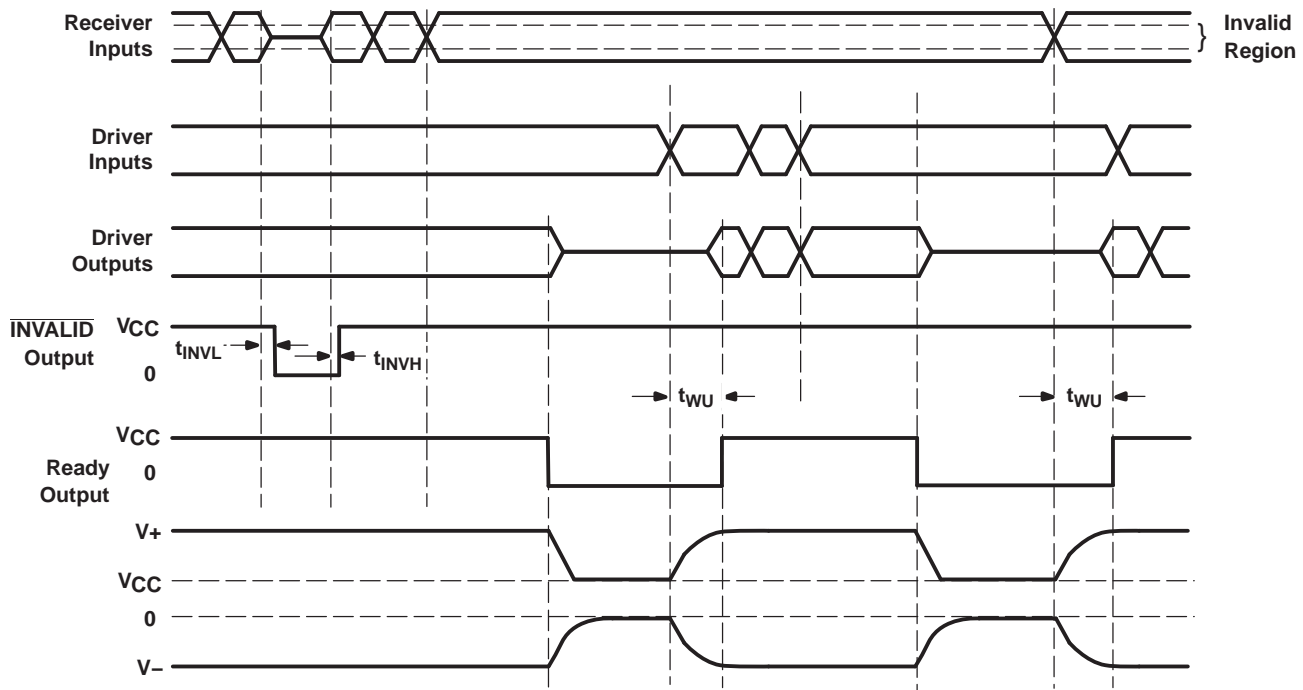 Receiver
Inputs
} Invalid
Region
Driver
Inputs
Driver
Outputs
INVALID
Output
VCC
0
tINVL
tINVH
tWU
tWU
Ready
Output
VCC
0
V+
VCC
0
V–